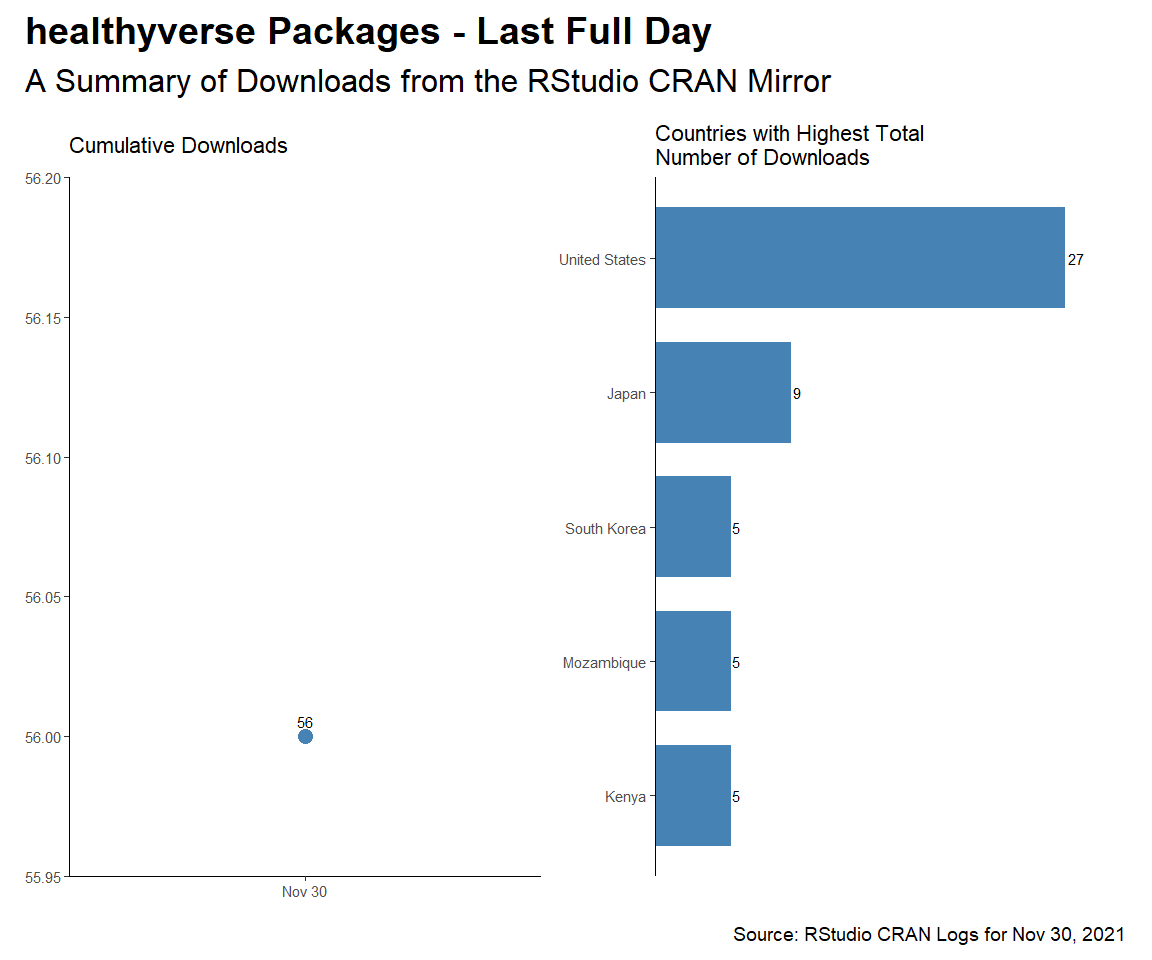 healthyverse Packages - Last Full Day
A Summary of Downloads from the RStudio CRAN Mirror
Cumulative Downloads
56.20
56.15
56.10
56.05
56.00
55.95
56
Nov 30
Countries with Highest Total
Number of Downloads
United States
27
Japan
9
South Korea
5
Mozambique
5
Kenya
5
Source: RStudio CRAN Logs for Nov 30, 2021